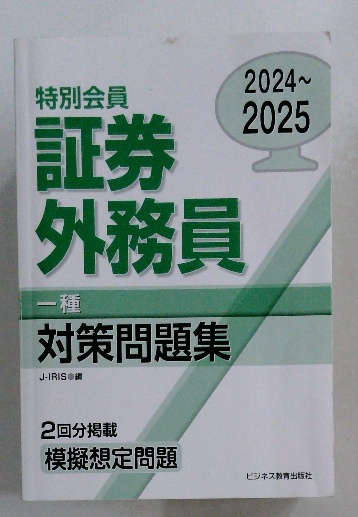 特別会員
2024~
2025
証券
外務員
一種
対策問題集
J-IRIS●編
2回分掲載
模擬想定問題
ビジネス教育出版社